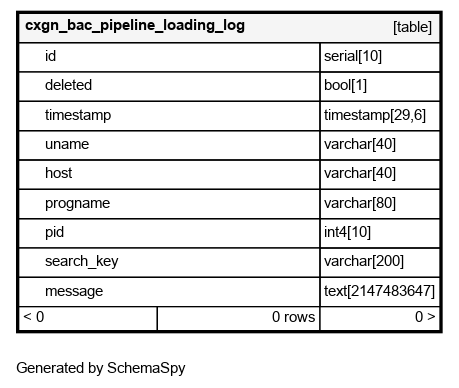 cxgn_bac_pipeline_loading_log [table]
id serial[10]
deleted bool[1]
timestamp timestamp[29,6]
uname varchar[40]
host varchar[40]
progname varchar[80]
pid int4[10]
search_key varchar[200]
message text[2147483647]
< 0 0 rows 0 >
Generated by SchemaSpy